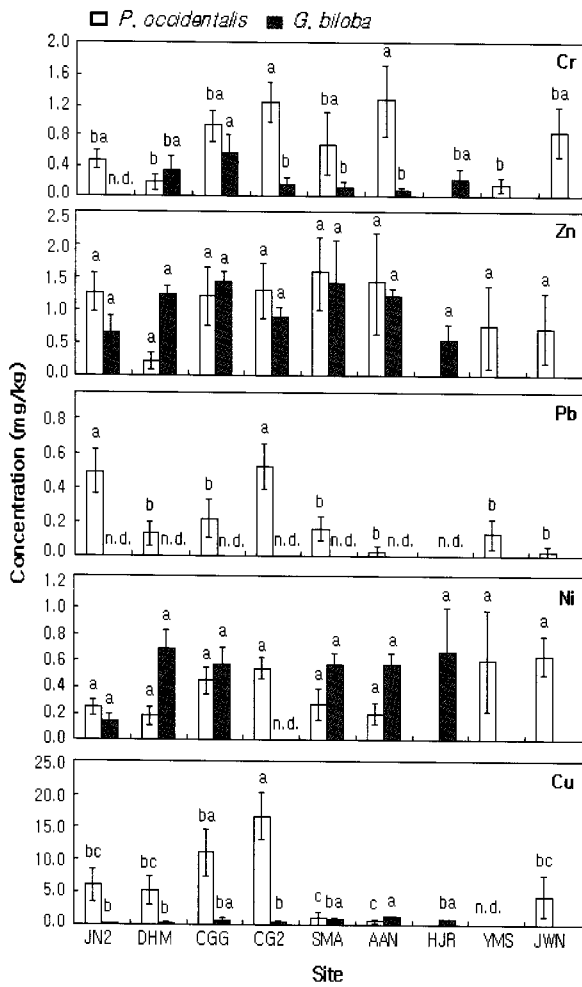 P. occidentalis G. biloba
Concentration (mg/kg)
Cr
2.0
1.6
1.2
0.8
0.4
0.0
ba n.d. b ba ba a a b ba b a b ba b ba
Zn
2.5
2.0
1.5
1.0
0.5
0.0
a a a a a a a a a a a a a a a
Pb
0.8
0.6
0.4
0.2
0.0
a n.d. b n.d. b n.d. a n.d. b n.d. b n.d. n.d. b b
Ni
1.2
1.0
0.8
0.6
0.4
0.2
0.0
a a a a a a a n.d. a a a a a a a
Cu
25.0
20.0
15.0
10.0
5.0
0.0
bc b bc b ba ba a b c ba c a ba n.d. bc
JN2 DHM CGG CG2 SMA AAN HJR YMS JWN
Site